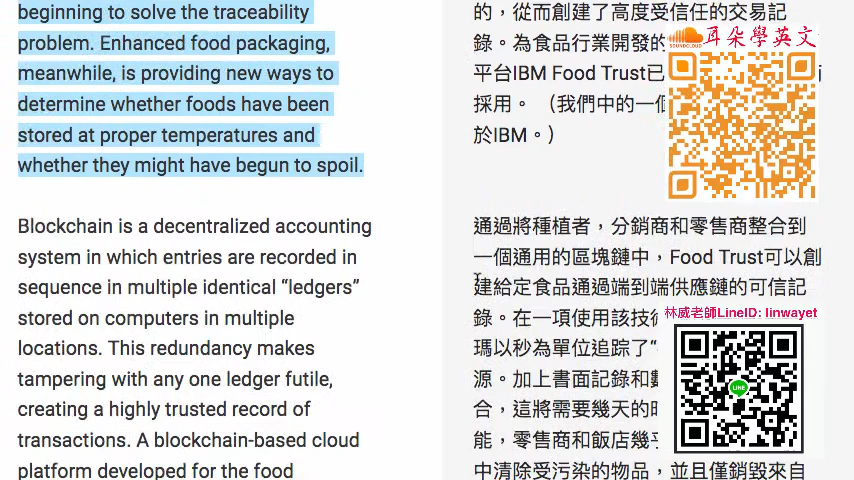 beginning to solve the traceability
problem. Enhanced food packaging,
meanwhile, is providing new ways to
determine whether foods have been
stored at proper temperatures and
whether they might have begun to spoil.
Blockchain is a decentralized accounting
system in which entries are recorded in
sequence in multiple identical “ledgers”
stored on computers in multiple
locations. This redundancy makes
tampering with any one ledger futile,
creating a highly trusted record of
transactions. A blockchain-based cloud
platform developed for the food
的，從而創建了高度受信任的交易記
錄。為食品行業開發的
平台IBM Food Trust已
採用。（我們中的一個
於IBM。）
通過將種植者，分銷商和零售商整合到
一個通用的區塊鏈中，Food Trust可以創
建給定食品通過端到端供應鏈的可信記
錄。在一項使用該技術
瑪以秒為單位追踪了“
源。加上書面記錄和數
合，這將需要幾天的時
能，零售商和飯店幾乎
中清除受污染的物品，並且僅銷毀來自
SOUNDCLOUD
耳朵學英文
林威老師LineID: linwayet
LINE